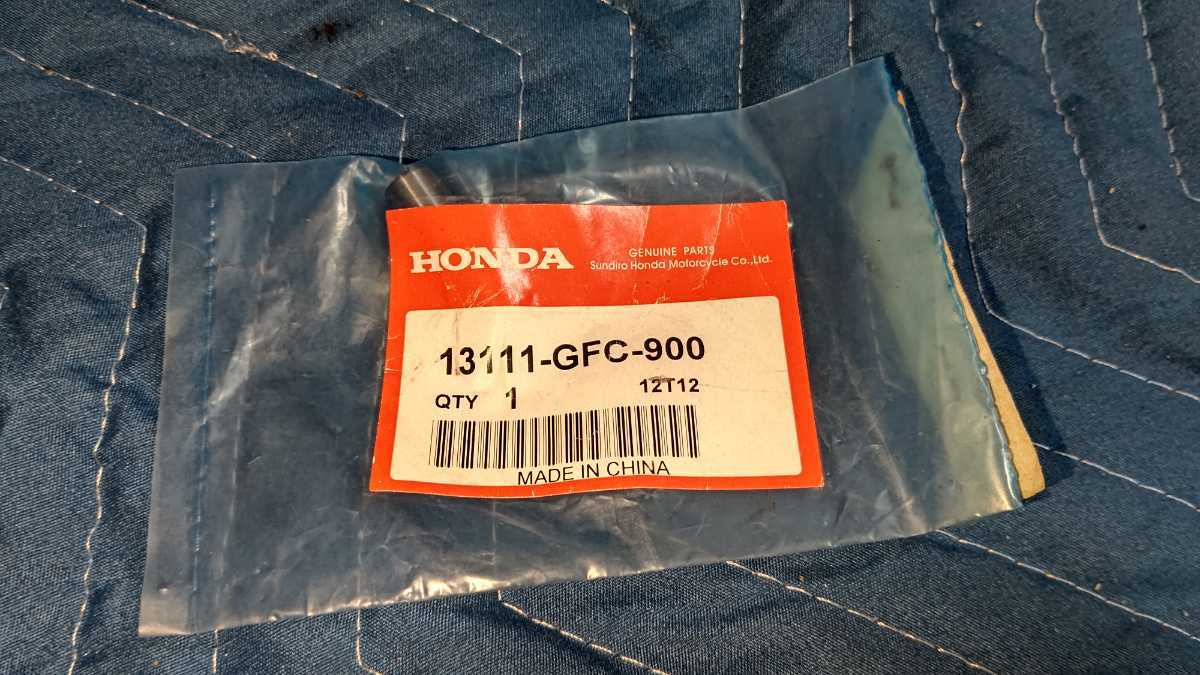 HONDA
GENUINE PARTS
Sundiro Honda Motorcycle Co.,Ltd.
13111-GFC-900
QTY 1 12T12
MADE IN CHINA